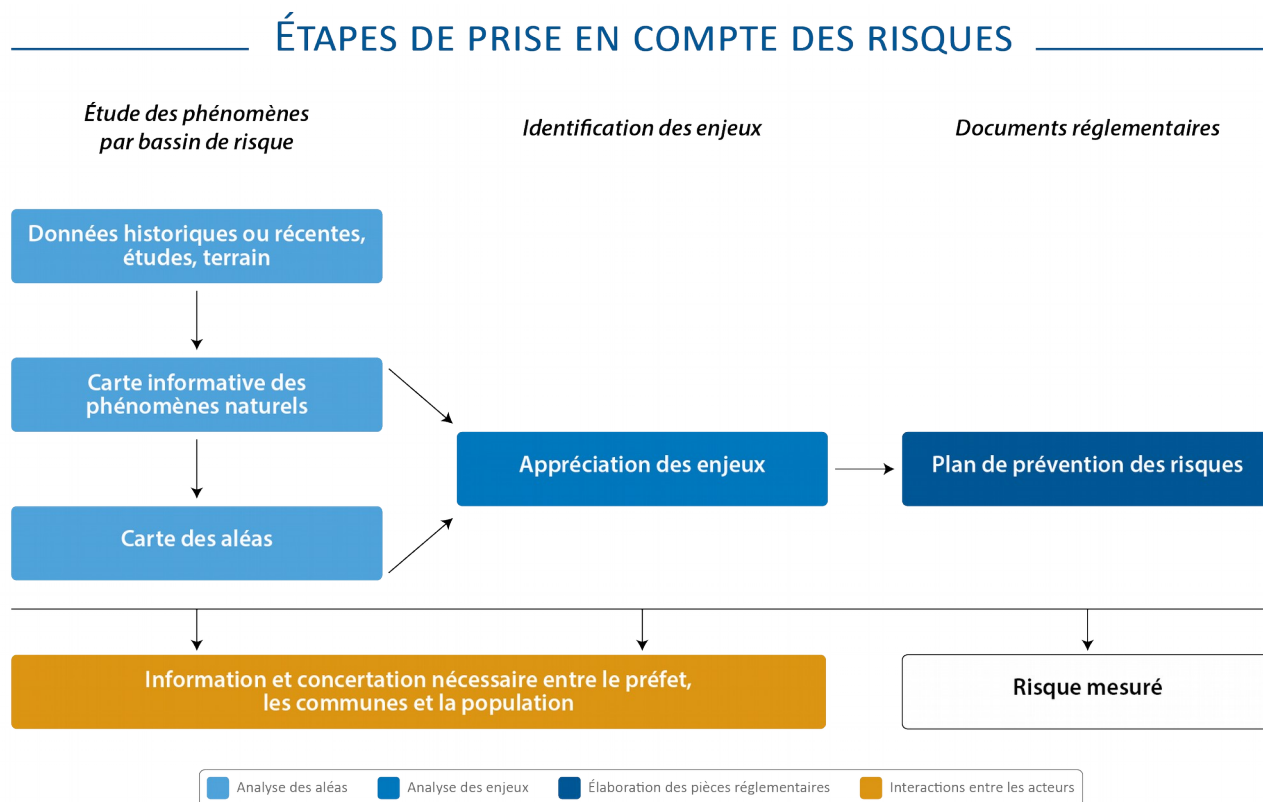 ÉTAPES DE PRISE EN COMPTE DES RISQUES
Étude des phénomènes
par bassin de risque
Identification des enjeux
Documents réglementaires
Données historiques ou récentes,
études, terrain
Carte informative des
phénomènes naturels
Appréciation des enjeux
Plan de prévention des risques
Carte des aléas
Information et concertation nécessaire entre le préfet,
les communes et la population
Risque mesuré
Analyse des aléas
Analyse des enjeux
Élaboration des pièces réglementaires
Interactions entre les acteurs